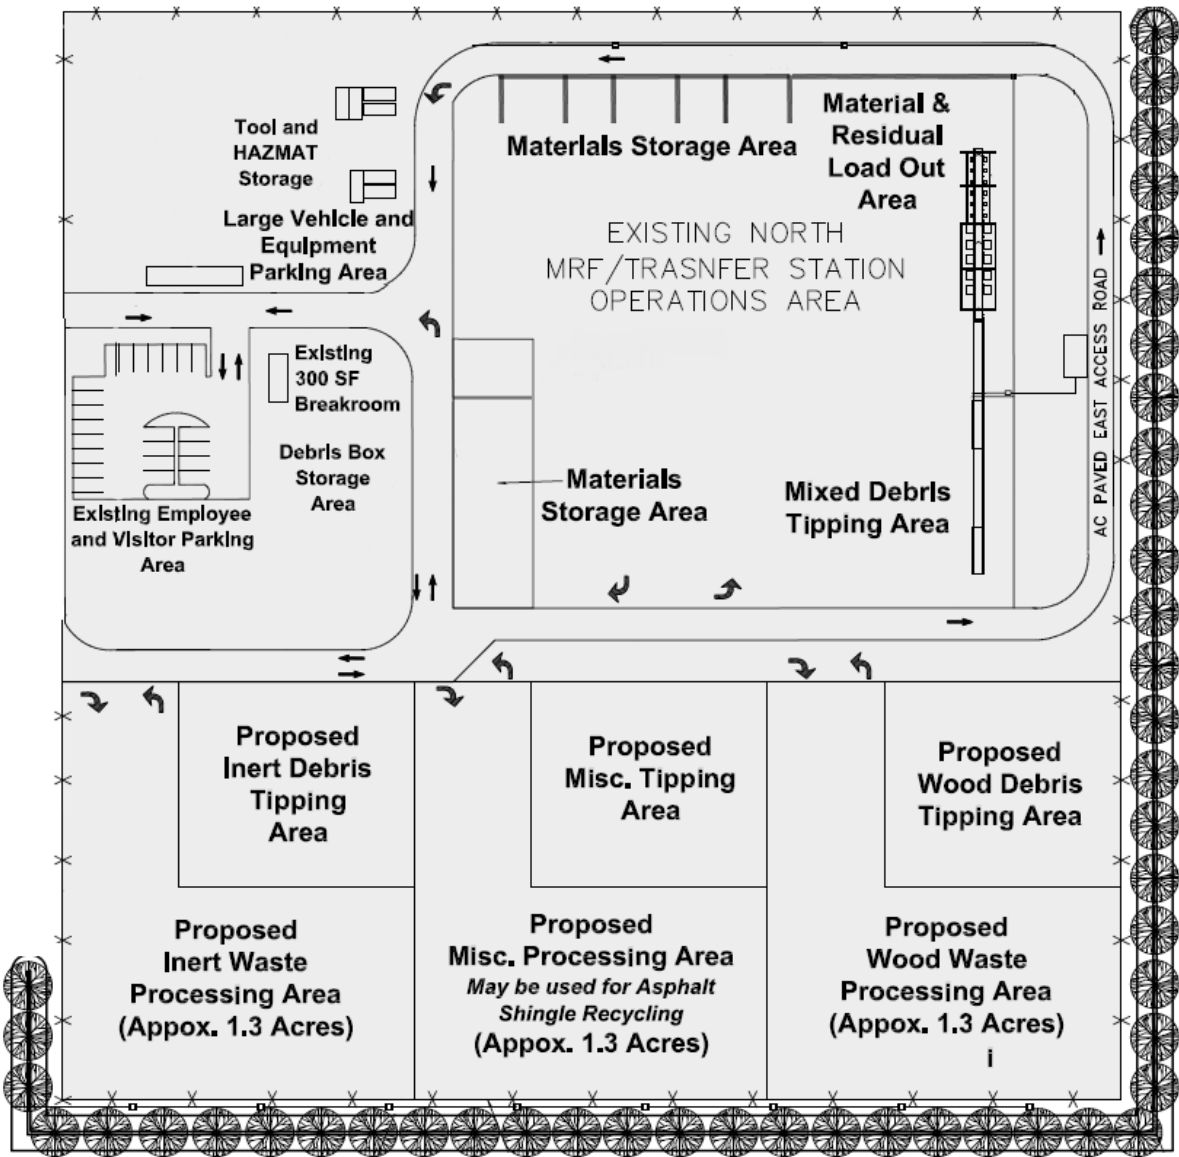 Tool and
HAZMAT
Storage
Large Vehicle and
Equipment
Parking Area
Materials Storage Area
Material &
Residual
Load Out
Area
EXISTING NORTH
MRF/TRASNFER STATION
OPERATIONS AREA
AC PAVED EAST ACCESS ROAD
Existing
300 SF
Breakroom
Debris Box
Storage
Area
Existing Employee
and Visitor Parking
Area
Materials
Storage Area
Mixed Debris
Tipping Area
Proposed
Inert Debris
Tipping
Area
Proposed
Misc. Tipping
Area
Proposed
Wood Debris
Tipping Area
Proposed
Inert Waste
Processing Area
(Appox. 1.3 Acres)
Proposed
Misc. Processing Area
May be used for Asphalt
Shingle Recycling
(Appox. 1.3 Acres)
Proposed
Wood Waste
Processing Area
(Appox. 1.3 Acres)
i